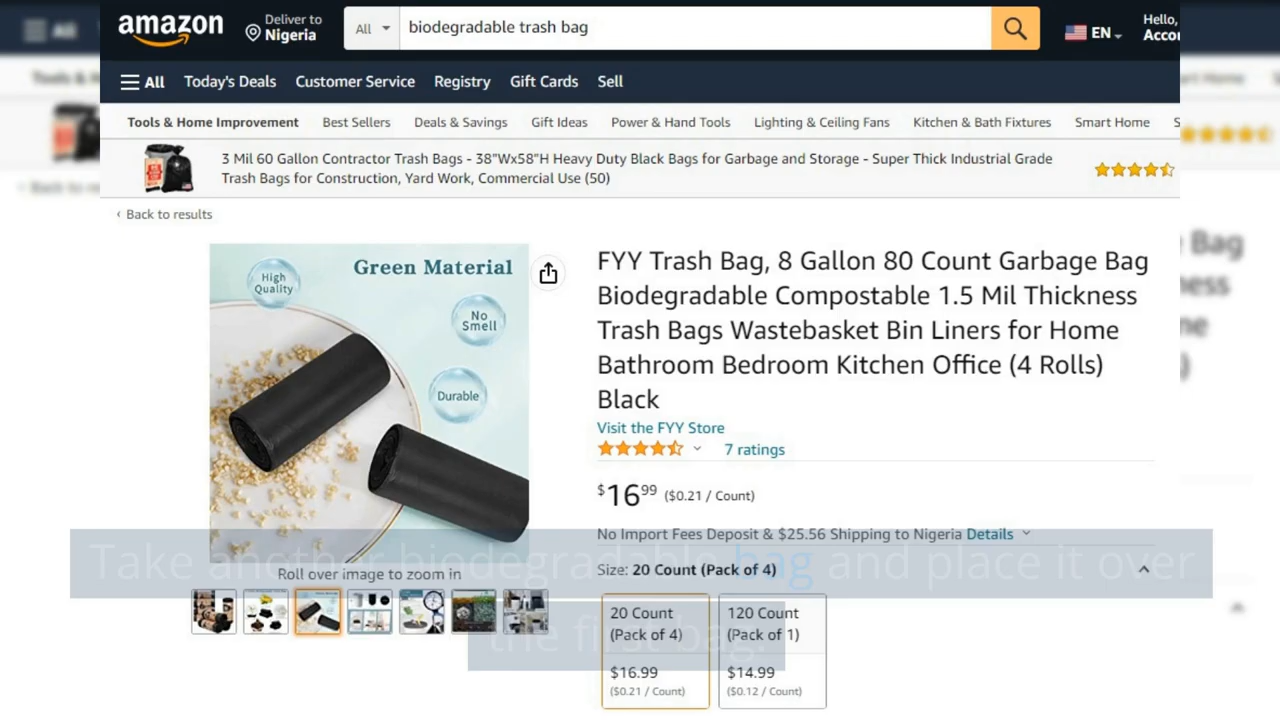 amazon
Deliver to
Nigeria
All
biodegradable trash bag
EN
Hello,
Accou
All
Today's Deals
Customer Service
Registry
Gift Cards
Sell
Tools & Home Improvement
Best Sellers
Deals & Savings
Gift Ideas
Power & Hand Tools
Lighting & Ceiling Fans
Kitchen & Bath Fixtures
Smart Home
S
3 Mil 60 Gallon Contractor Trash Bags - 38"Wx58"H Heavy Duty Black Bags for Garbage and Storage - Super Thick Industrial Grade
Trash Bags for Construction, Yard Work, Commercial Use (50)
‹ Back to results
Green Material
High
Quality
No
Smell
Durable
FYY Trash Bag, 8 Gallon 80 Count Garbage Bag
Biodegradable Compostable 1.5 Mil Thickness
Trash Bags Wastebasket Bin Liners for Home
Bathroom Bedroom Kitchen Office (4 Rolls)
Black
Visit the FYY Store
7 ratings
$16.99 ($0.21 / Count)
No Import Fees Deposit & $25.56 Shipping to Nigeria Details
Take another biodegradable bag and place it over
the first bag.
Roll over image to zoom in
Size: 20 Count (Pack of 4)
20 Count
(Pack of 4)
$16.99
($0.21 / Count)
120 Count
(Pack of 1)
$14.99
($0.12 / Count)